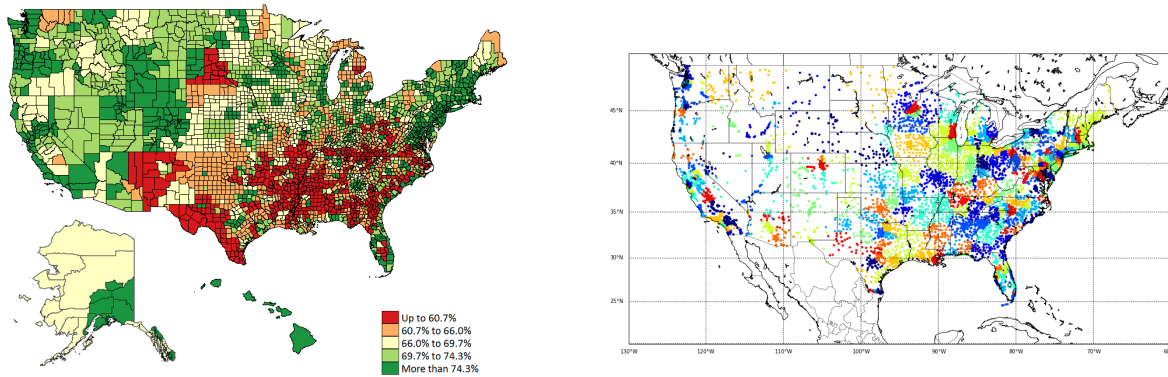 Up to 60.7%
60.7% to 66.0%
66.0% to 69.7%
69.7% to 74.3%
More than 74.3%
45°N
40°N
35°N
30°N
25°N
130°W
120°W
110°W
100°W
90°W
80°W
70°W